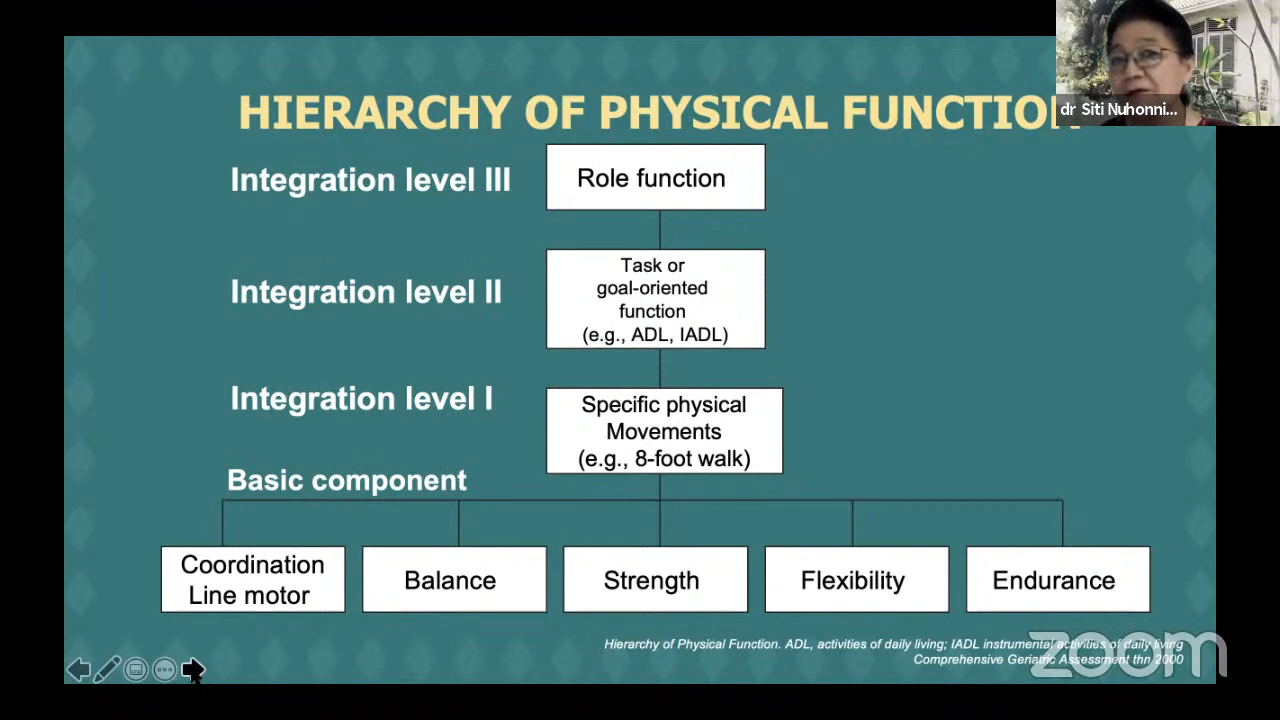 HIERARCHY OF PHYSICAL FUNCTION
dr Siti Nuhonni...
Integration level III
Role function
Integration level II
Task or
goal-oriented
function
(e.g., ADL, IADL)
Integration level I
Specific physical
Movements
(e.g., 8-foot walk)
Basic component
Coordination
Line motor
Balance
Strength
Flexibility
Endurance
Hierarchy of Physical Function. ADL, activities of daily living; IADL instrumental activities of daily living
Comprehensive Geriatric Assessment thn 2000
zoom